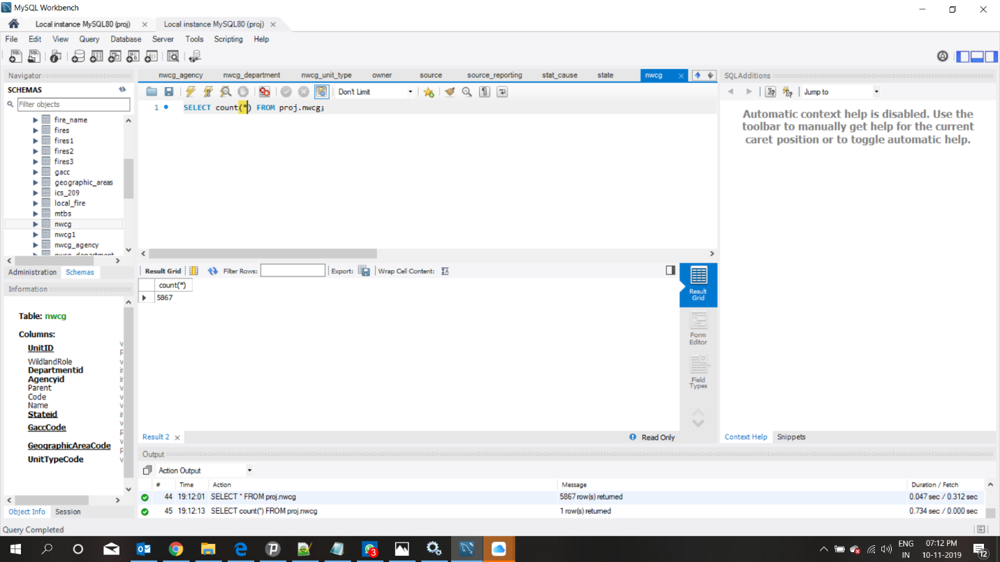 MySQL Workbench
Local instance MySQL80 (proj) Local instance MySQL80 (proj)
File Edit View Query Database Server Tools Scripting Help
Navigator
SCHEMAS
Filter objects
fire_name
fires
fires1
fires2
fires3
gacc
geographic_areas
ics_209
local_fire
mtbs
nwcg
nwcg1
nwcg_agency
nwcg_department
Administration Schemas
Information
Table: nwcg
Columns:
UnitID
WildlandRole
Departmentid
Agencyid
Parent
Code
Name
Stateid
GaccCode
GeographicAreaCode
UnitTypeCode
Object Info Session
nwcg_agency nwcg_department nwcg_unit_type owner source source_reporting stat_cause state nwcg
Don't Limit
1 SELECT count(*) FROM proj.nwcg;
Result Grid Filter Rows: Export: Wrap Cell Content:
count(*)
5867
Result Grid
Form Editor
Field Types
Result 2 Read Only
SQLAdditions
Jump to
Automatic context help is disabled. Use the
toolbar to manually get help for the current
caret position or to toggle automatic help.
Context Help Snippets
Output
Action Output
# Time Action Message Duration / Fetch
44 19:12:01 SELECT * FROM proj.nwcg 5867 row(s) returned 0.047 sec / 0.312 sec
45 19:12:13 SELECT count(*) FROM proj.nwcg 1 row(s) returned 0.734 sec / 0.000 sec
Query Completed
3
ENG
IN
07:12 PM
10-11-2019
12